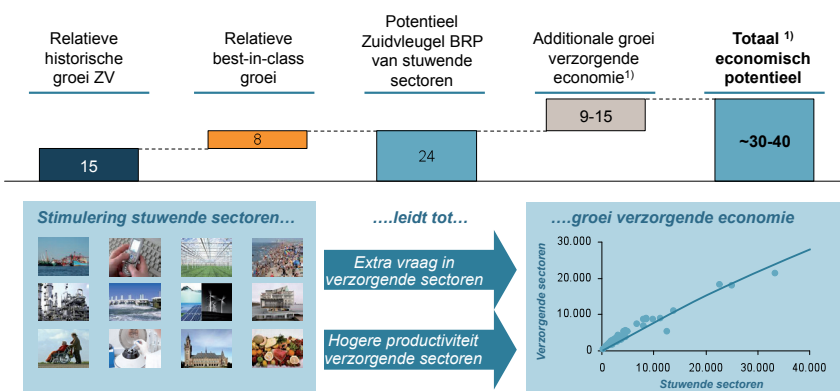 Relatieve
historische
groei ZV
Relatieve
best-in-class
groei
Potentieel
Zuidvleugel BRP
van stuwende
sectoren
Additionale groei
verzorgende
economie1)
Totaal 1)
economisch
potentieel
15
8
24
9-15
~30-40
Stimulering stuwende sectoren…
….leidt tot…
….groei verzorgende economie
Extra vraag in
verzorgende sectoren
Hogere productiviteit
verzorgende sectoren
Verzorgende sectoren
30.000
20.000
10.000
0
0
10.000
20.000
30.000
40.000
Stuwende sectoren